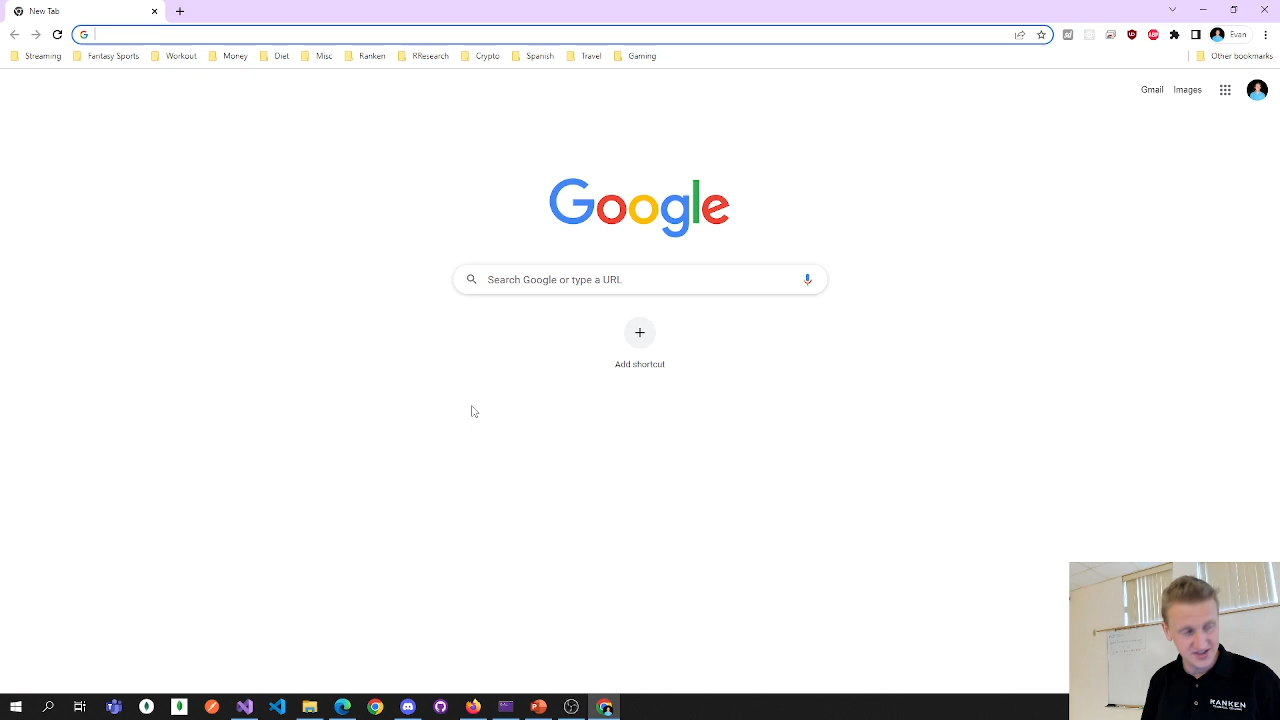 New Tab
Evan
Streaming
Fantasy Sports
Workout
Money
Diet
Misc
Ranken
RResearch
Crypto
Spanish
Travel
Gaming
Other bookmarks
Gmail
Images
Google
Search Google or type a URL
Add shortcut
RANKEN